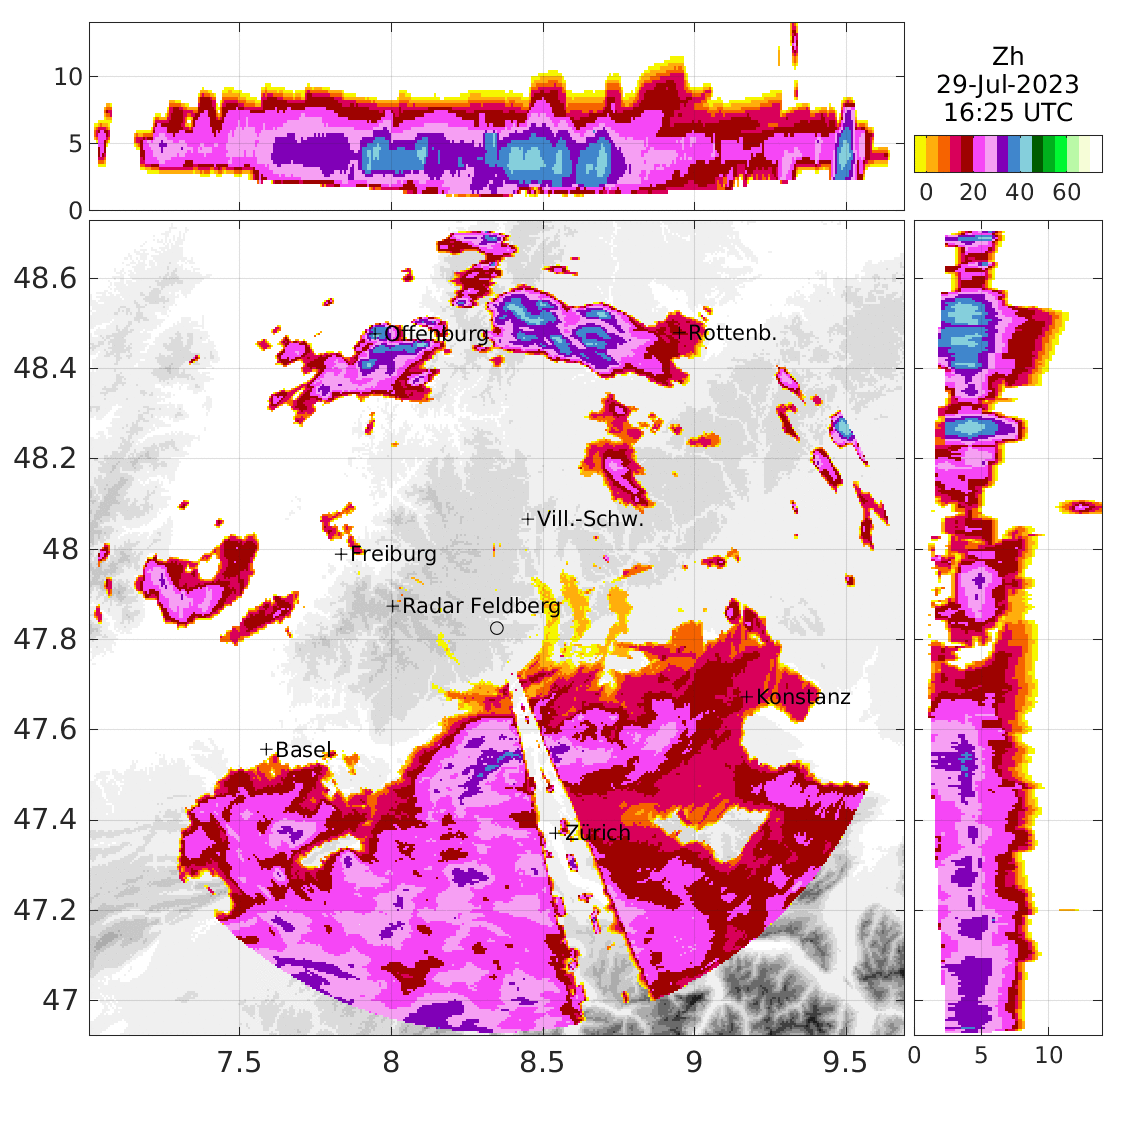 10
5
0
Zh
29-Jul-2023
16:25 UTC
0 20 40 60
48.6
48.4
48.2
48
47.8
47.6
47.4
47.2
47
+Offenburg
+Rottenb.
+Vill.-Schw.
+Freiburg
+Radar Feldberg
+Konstanz
+Basel
+Zürich
7.5 8 8.5 9 9.5
0 5 10